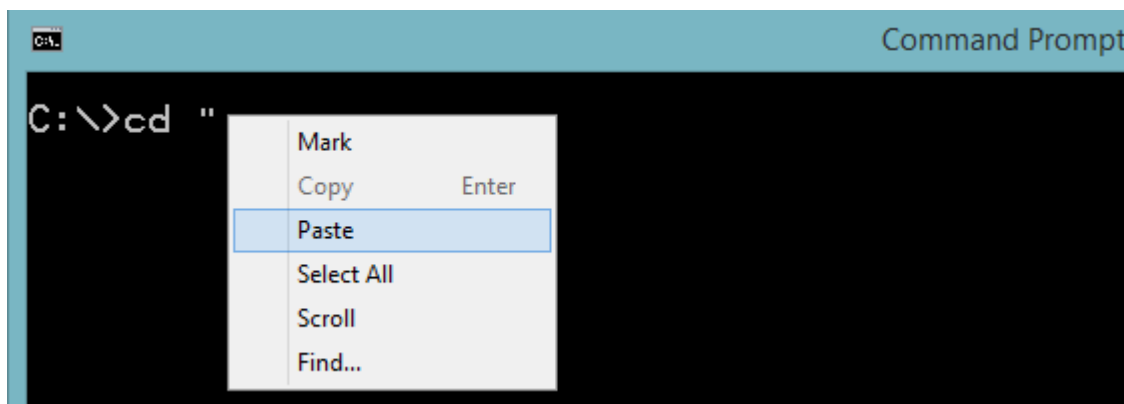 C:\.
Command Prompt
C:\>cd "
Mark
Copy Enter
Paste
Select All
Scroll
Find...